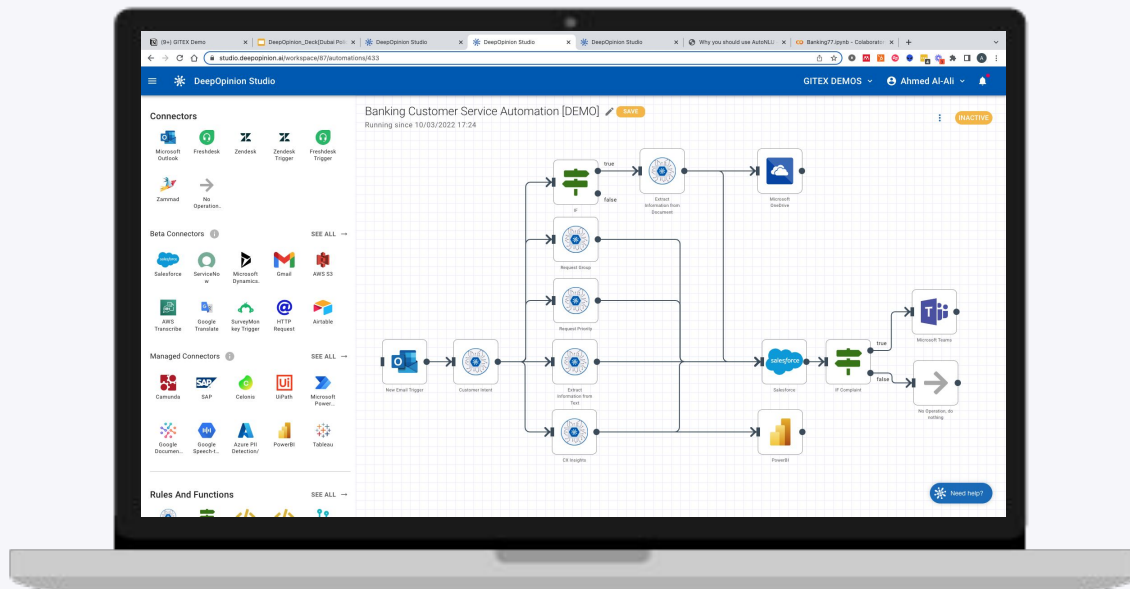 (9+) GITEX Demo
DeepOpinion_Deck(Dubai Poli
DeepOpinion Studio
DeepOpinion Studio
DeepOpinion Studio
Why you should use AutoNLU
Banking77.ipynb - Colaborato
studio.deepopinion.ai/workspace/87/automations/433
DeepOpinion Studio
GITEX DEMOS
Ahmed Al-Ali
Connectors
Microsoft
Outlook
Freshdesk
Zendesk
Zendesk
Trigger
Freshdesk
Trigger
Zammad
No
Operation..
Beta Connectors
SEE ALL →
salesforce
Salesforce
ServiceNo
w
Microsoft
Dynamics.
Gmail
AWS S3
AWS
Transcribe
Google
Translate
SurveyMon
key Trigger
HTTP
Request
Airtable
Managed Connectors
SEE ALL →
Camunda
SAP
SAP
Celonis
Ui
UiPath
Microsoft
Power...
Google
Documen...
Google
Speech-t...
Azure PII
Detection/
PowerBI
Tableau
Rules And Functions
SEE ALL →
Banking Customer Service Automation [DEMO]
SAVE
Running since 10/03/2022 17:24
INACTIVE
New Email Trigger
Customer Intent
true
false
IF
Extract
Information from
Document
Microsoft
OneDrive
Request Group
Request Priority
Extract
Information from
Text
CX Insights
salesforce
Salesforce
PowerBI
true
false
IF Complaint
Microsoft Teams
No Operation, do
nothing.
Need help?